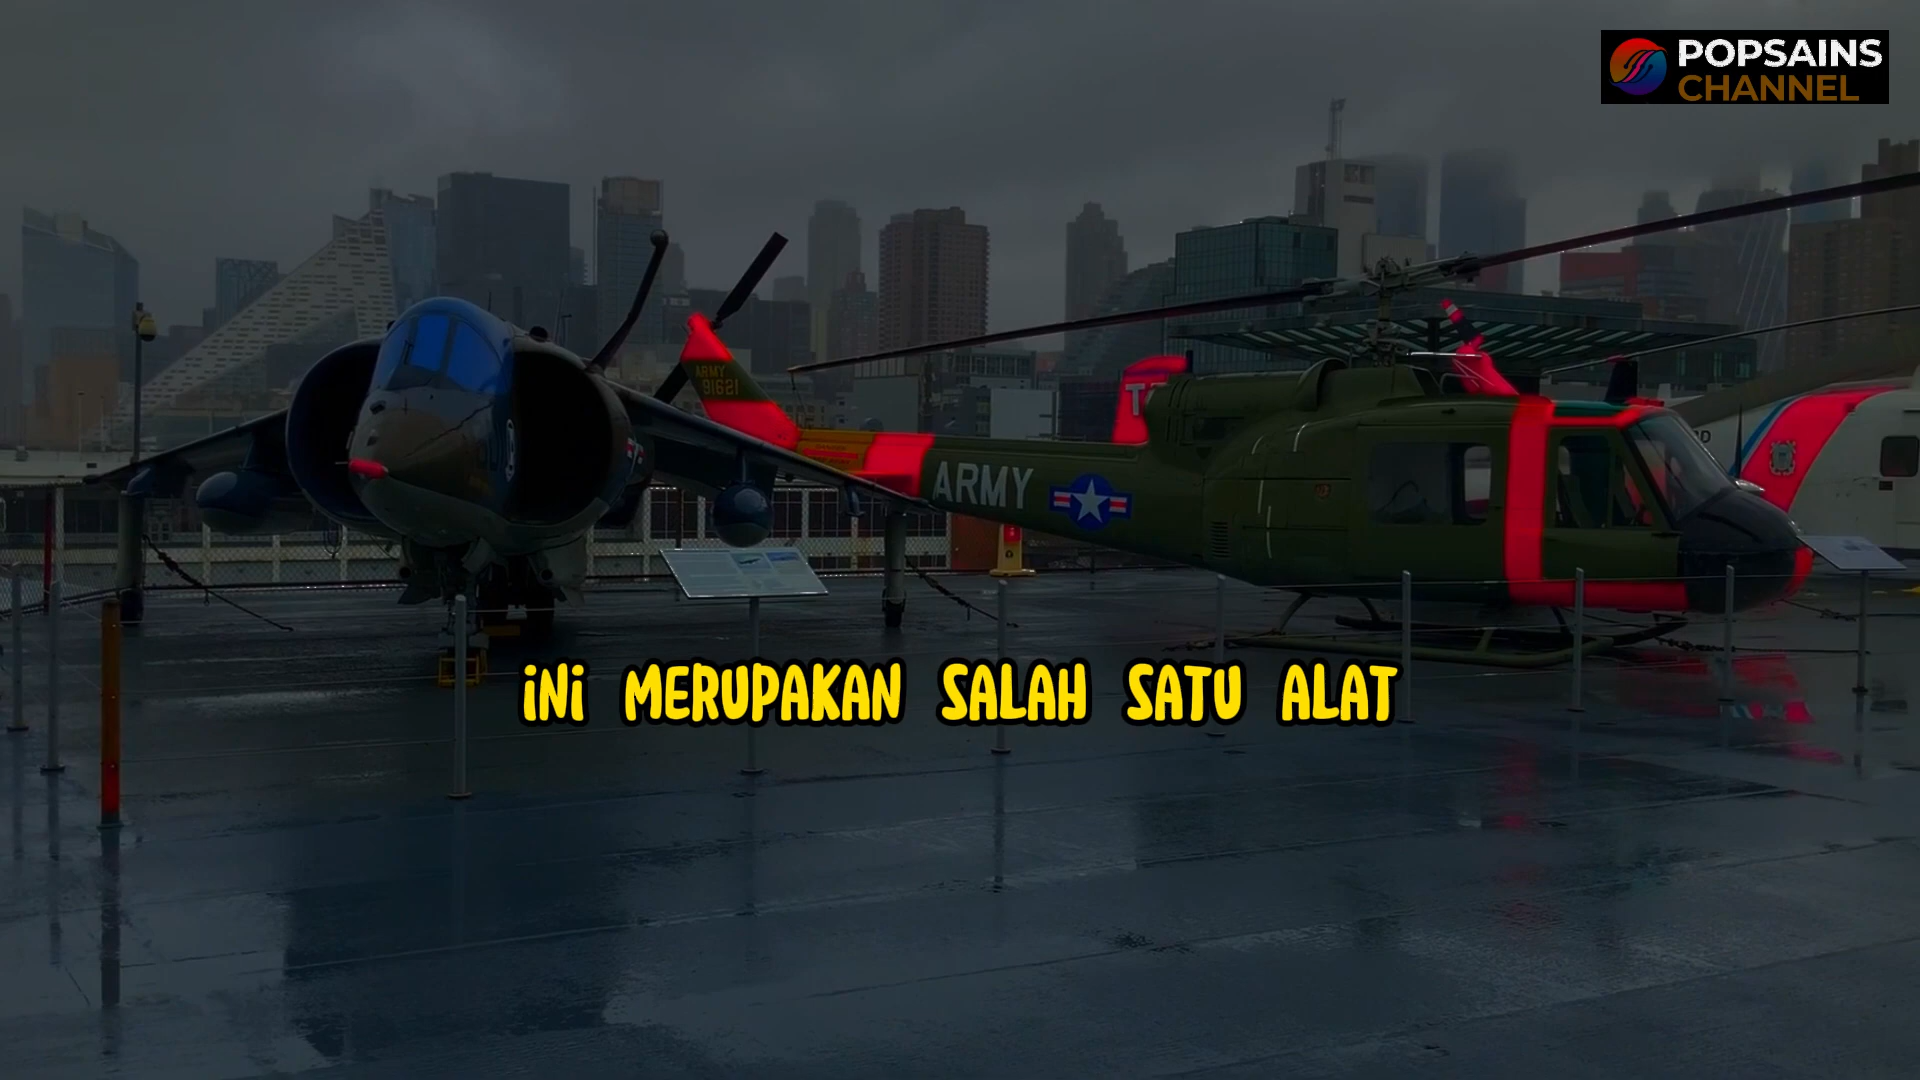 POPSAINS
CHANNEL
ARMY
91621
ARMY
iNi MERUPAKAN SALAH SATU ALAT